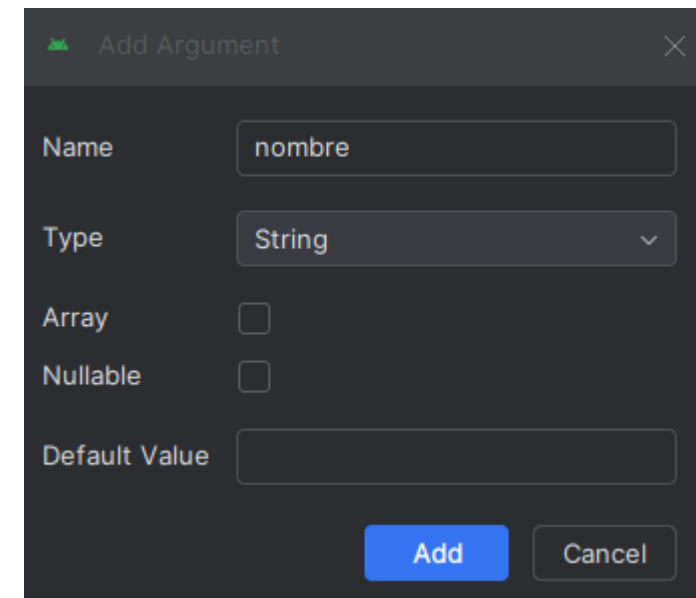 Add Argument
Name nombre
Type String
Array
Nullable
Default Value
Add Cancel